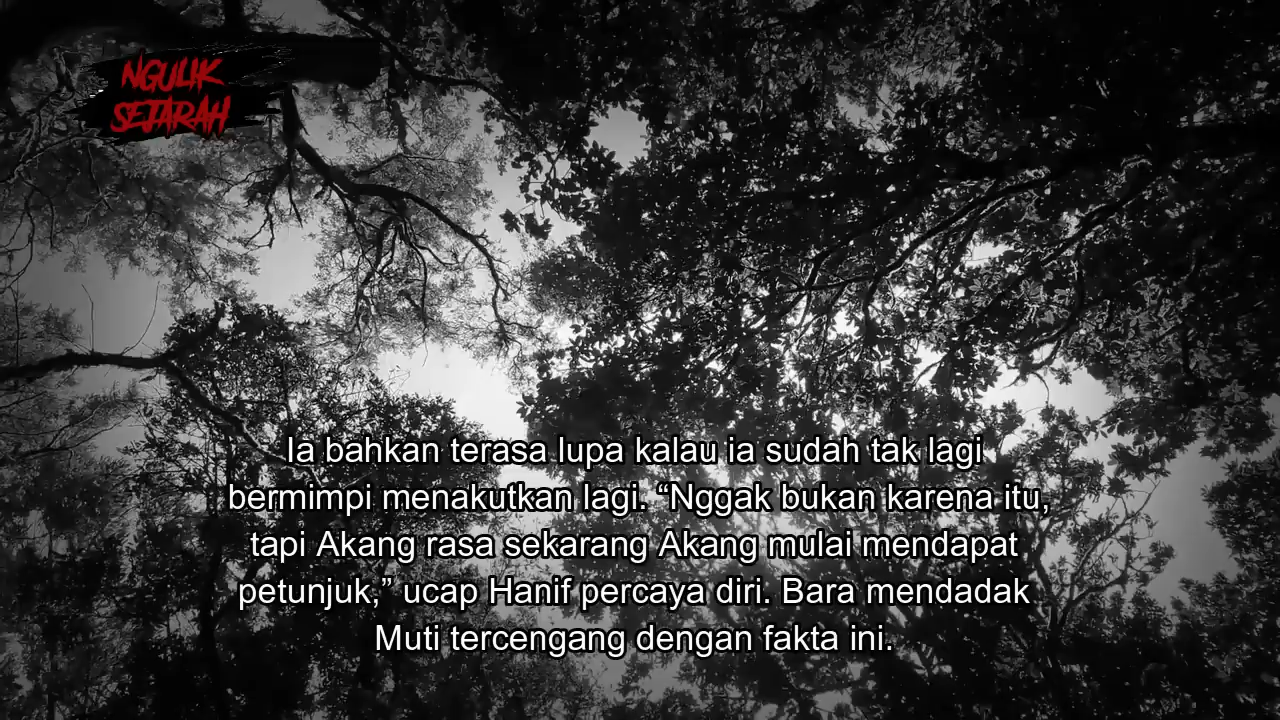 NGULIK
SEJARAH
Ia bahkan terasa lupa kalau ia sudah tak lagi
bermimpi menakutkan lagi. “Nggak bukan karena itu,
tapi Akang rasa sekarang Akang mulai mendapat
petunjuk,” ucap Hanif percaya diri. Bara mendadak
Muti tercengang dengan fakta ini.